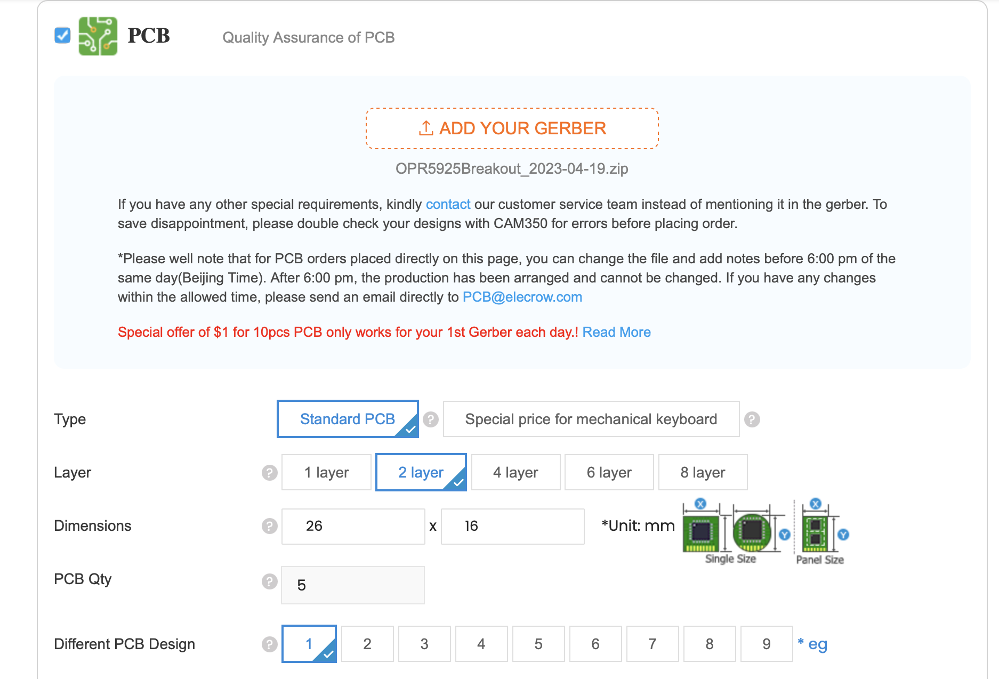 PCB Quality Assurance of PCB
ADD YOUR GERBER
OPR5925Breakout_2023-04-19.zip
If you have any other special requirements, kindly contact our customer service team instead of mentioning it in the gerber. To
save disappointment, please double check your designs with CAM350 for errors before placing order.
*Please well note that for PCB orders placed directly on this page, you can change the file and add notes before 6:00 pm of the
same day(Beijing Time). After 6:00 pm, the production has been arranged and cannot be changed. If you have any changes
within the allowed time, please send an email directly to PCB@elecrow.com
Special offer of $1 for 10pcs PCB only works for your 1st Gerber each day.! Read More
Type Standard PCB ? Special price for mechanical keyboard ?
Layer ? 1 layer 2 layer 4 layer 6 layer 8 layer
X X
Dimensions ? 26 x 16 *Unit: mm Y Y
Single Size Panel Size
PCB Qty ? 5
Different PCB Design ? 1 2 3 4 5 6 7 8 9 * eg